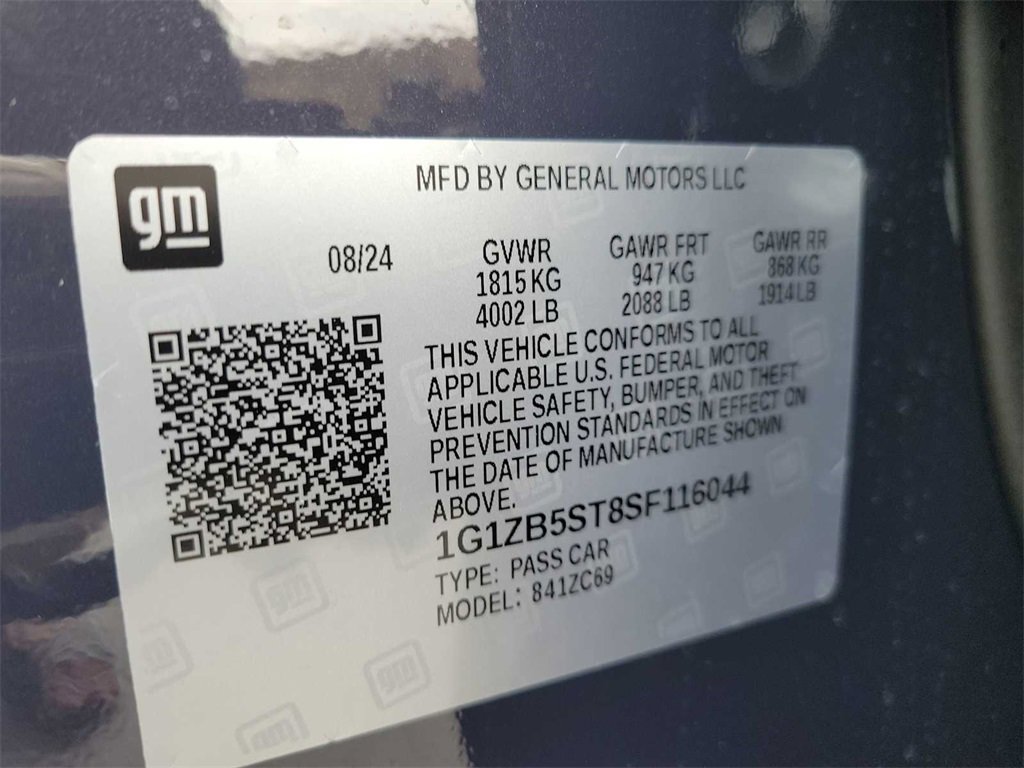 gm
MFD BY GENERAL MOTORS LLC
08/24
GVWR
1815 KG
4002 LB
GAWR FRT
947 KG
2088 LB
GAWR RR
868 KG
1914 LB
THIS VEHICLE CONFORMS TO ALL
APPLICABLE U.S. FEDERAL MOTOR
VEHICLE SAFETY, BUMPER, AND THEFT
PREVENTION STANDARDS IN EFFECT ON
THE DATE OF MANUFACTURE SHOWN
ABOVE.
1G1ZB5ST8SF116044
TYPE: PASS CAR
MODEL: 841ZC69